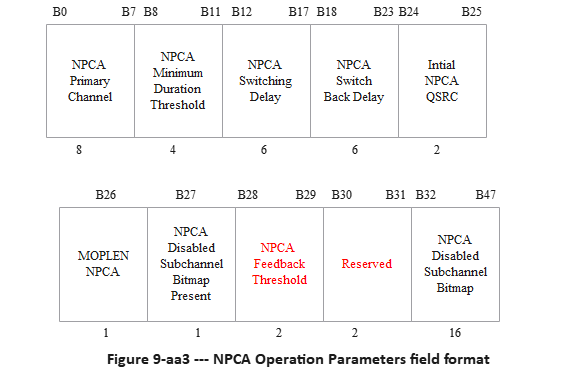 B0 B7 B8 B11 B12 B17 B18 B23 B24 B25
NPCA
Primary
Channel
NPCA
Minimum
Duration
Threshold
NPCA
Switching
Delay
NPCA
Switch
Back Delay
Intial
NPCA
QSRC
8 4 6 6 2
B26 B27 B28 B29 B30 B31 B32 B47
MOPLEN
NPCA
NPCA
Disabled
Subchannel
Bitmap
Present
NPCA
Feedback
Threshold
Reserved
NPCA
Disabled
Subchannel
Bitmap
1 1 2 2 16
Figure 9-aa3 --- NPCA Operation Parameters field format